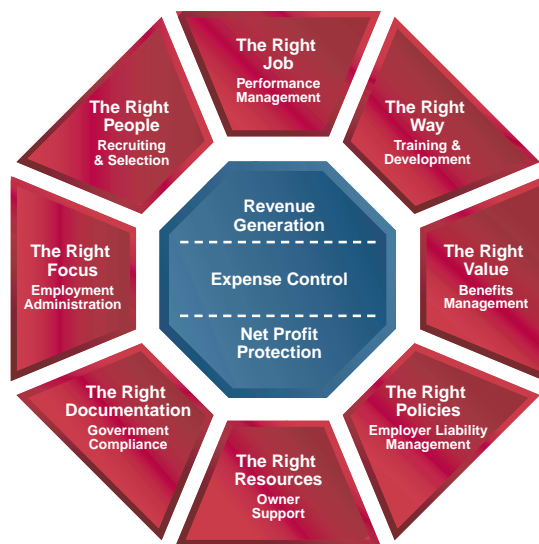 The Right
Job
Performance
Management
The Right
Way
Training &
Development
The Right
Value
Benefits
Management
The Right
Policies
Employer Liability
Management
The Right
Resources
Owner
Support
The Right
Documentation
Government
Compliance
The Right
Focus
Employment
Administration
The Right
People
Recruiting
& Selection
Revenue
Generation
Expense Control
Net Profit
Protection